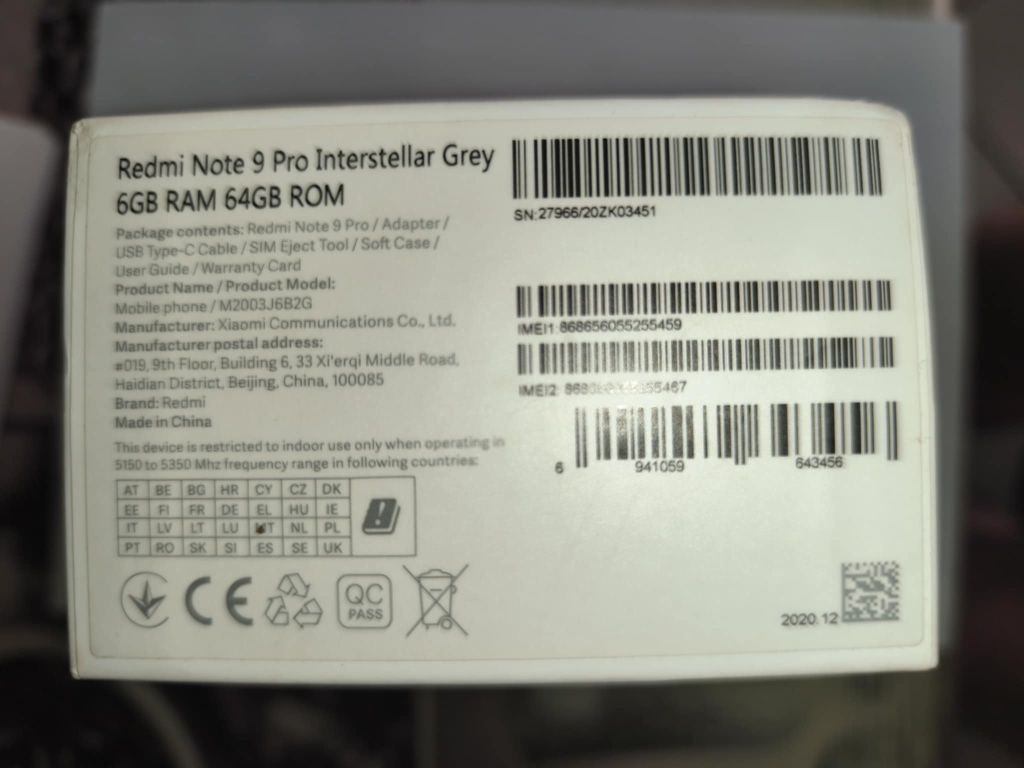 Redmi Note 9 Pro Interstellar Grey
6GB RAM 64GB ROM
Package contents: Redmi Note 9 Pro / Adapter /
USB Type-C Cable / SIM Eject Tool / Soft Case /
User Guide / Warranty Card
Product Name / Product Model:
Mobile phone / M2003J6B2G
Manufacturer: Xiaomi Communications Co., Ltd.
Manufacturer postal address:
#019, 9th Floor, Building 6, 33 Xi'erqi Middle Road,
Haidian District, Beijing, China, 100085
Brand: Redmi
Made in China
This device is restricted to indoor use only when operating in
5150 to 5350 Mhz frequency range in following countries:
AT BE BG HR CY CZ DK
EE FI FR DE EL HU IE
IT LV LT LU MT NL PL
PT RO SK SI ES SE UK
CE
QC
PASS
SN:27966/20ZK03451
IMEI1:868656055255459
IMEI2:
6 941059 643456
2020.12